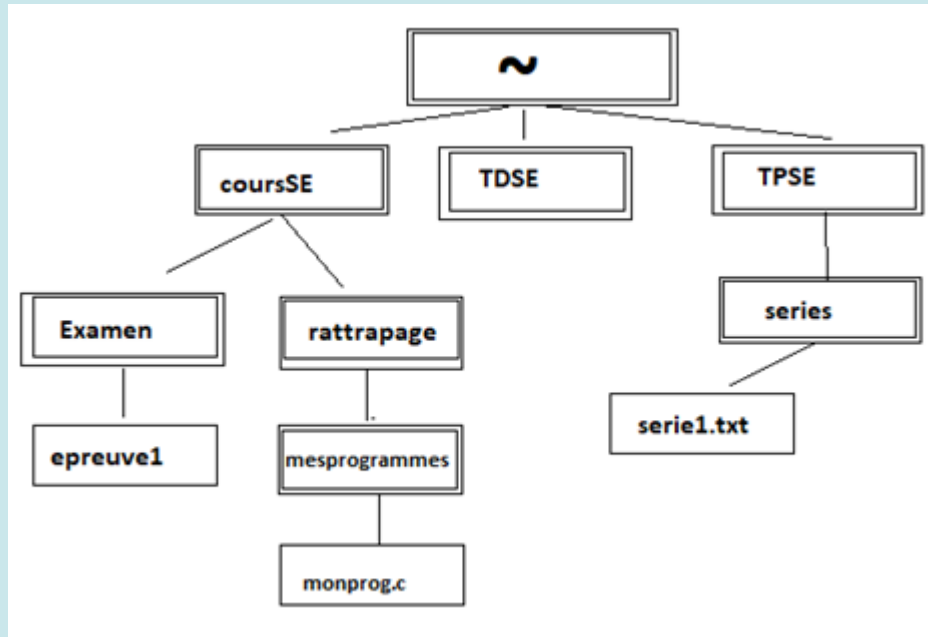 ~
coursSE
TDSE
TPSE
Examen
rattrapage
series
epreuve1
mesprogrammes
serie1.txt
monprog.c